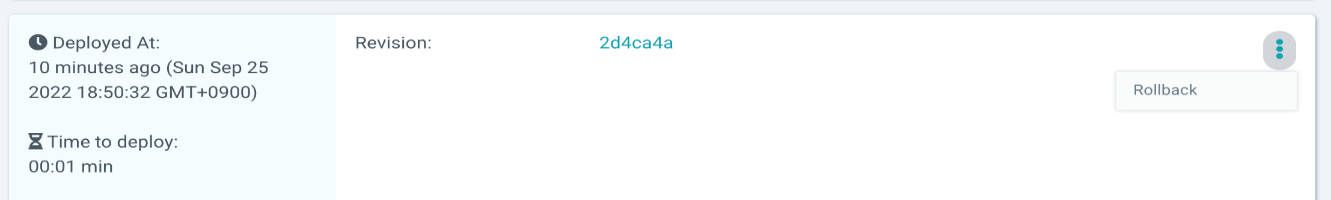 Deployed At:
10 minutes ago (Sun Sep 25
2022 18:50:32 GMT+0900)
Time to deploy:
00:01 min
Revision: 2d4ca4a
Rollback